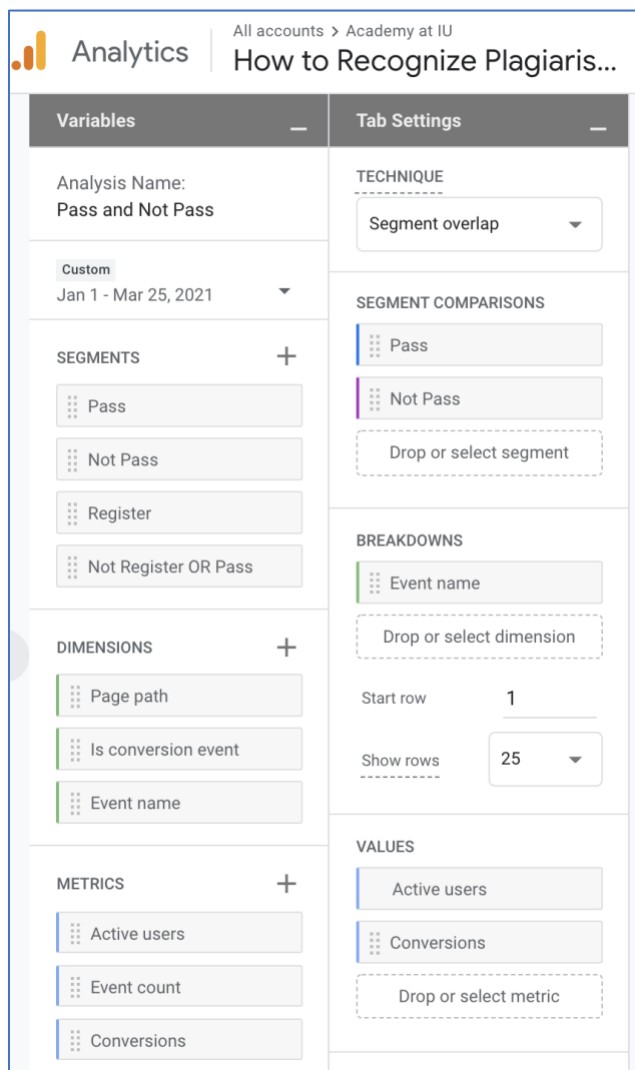 Analytics
All accounts > Academy at IU
How to Recognize Plagiaris...
Variables
Analysis Name:
Pass and Not Pass
Custom
Jan 1 - Mar 25, 2021
SEGMENTS
Pass
Not Pass
Register
Not Register OR Pass
DIMENSIONS
Page path
Is conversion event
Event name
METRICS
Active users
Event count
Conversions
Tab Settings
TECHNIQUE
Segment overlap
SEGMENT COMPARISONS
Pass
Not Pass
Drop or select segment
BREAKDOWNS
Event name
Drop or select dimension
Start row 1
Show rows 25
VALUES
Active users
Conversions
Drop or select metric